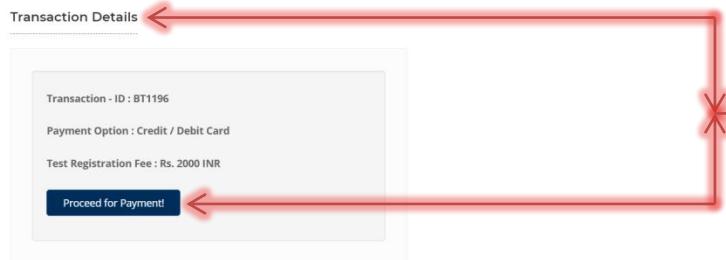 Transaction Details
Transaction - ID : BT1196
Payment Option : Credit / Debit Card
Test Registration Fee : Rs. 2000 INR
Proceed for Payment!